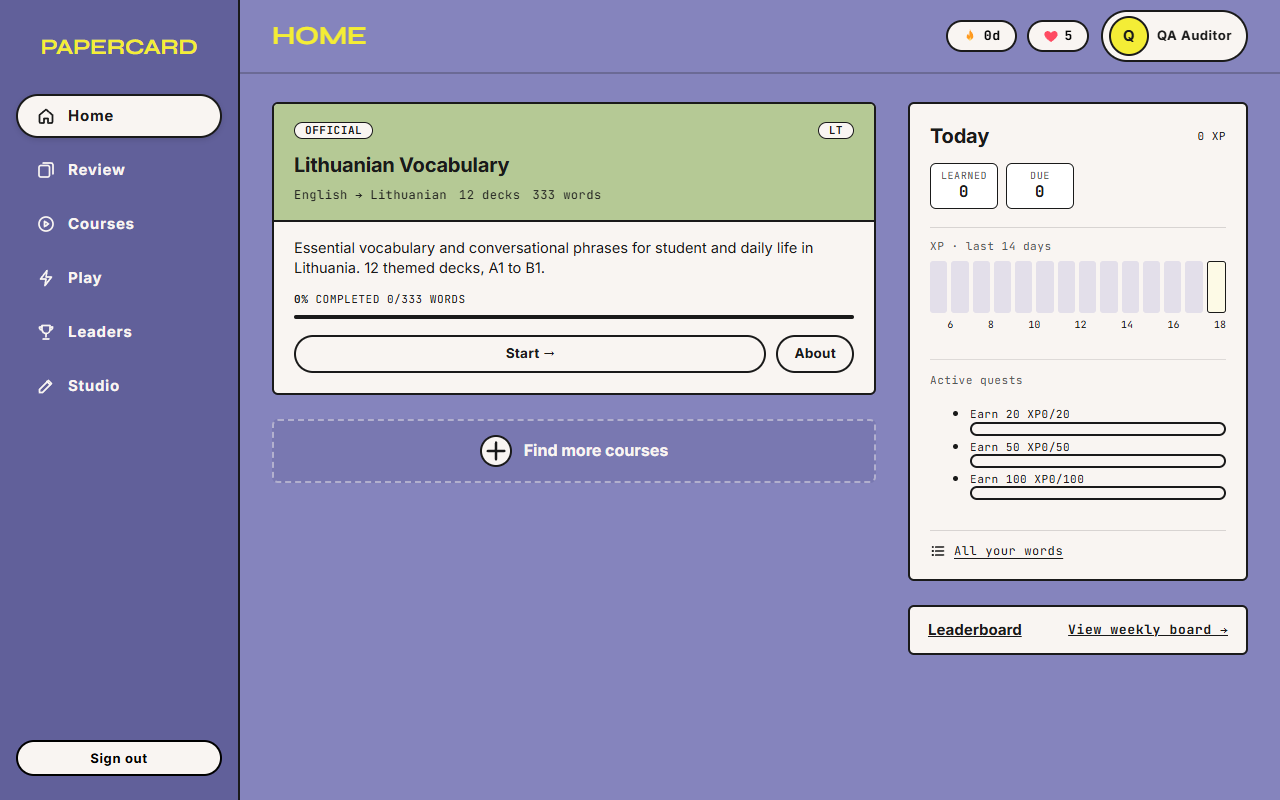 PAPERCARD
Home
Review
Courses
Play
Leaders
Studio
Sign out
HOME
0d
5
Q
QA Auditor
OFFICIAL
LT
Lithuanian Vocabulary
English → Lithuanian 12 decks 333 words
Essential vocabulary and conversational phrases for student and daily life in
Lithuania. 12 themed decks, A1 to B1.
0% COMPLETED 0/333 WORDS
Start →
About
Find more courses
Today
0 XP
LEARNED
0
DUE
0
XP · last 14 days
6 8 10 12 14 16 18
Active quests
• Earn 20 XP0/20
• Earn 50 XP0/50
• Earn 100 XP0/100
All your words
Leaderboard
View weekly board →